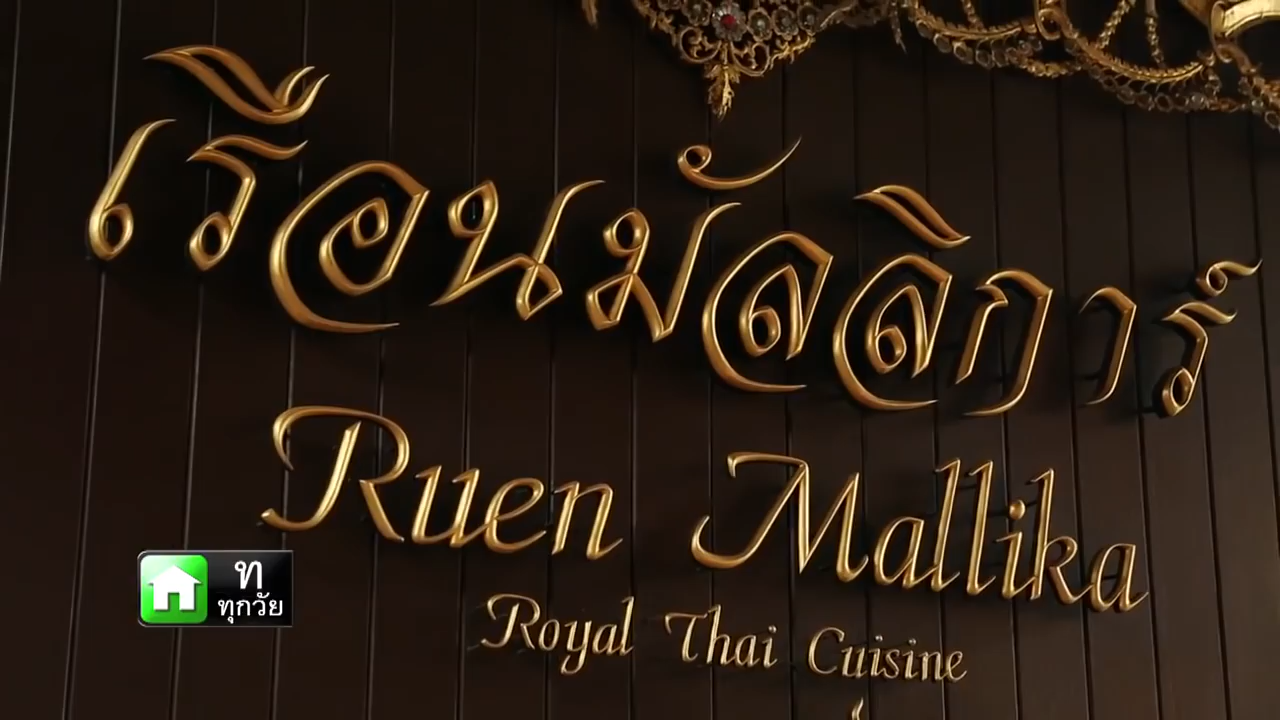 เรือนมัลลิการ์
Ruen Mallika
Royal Thai Cuisine
ท
ทุกวัย